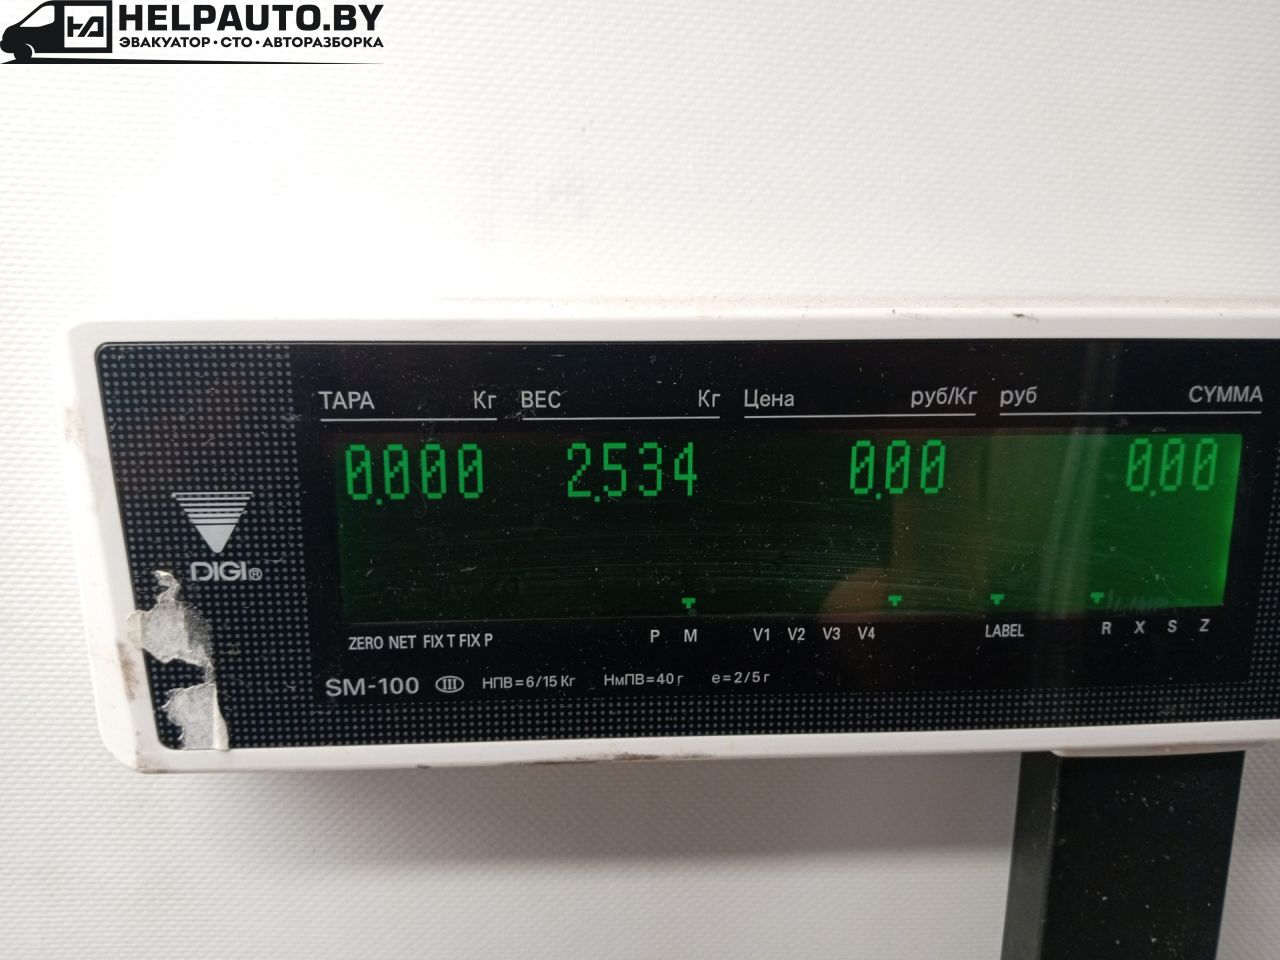 HELPAUTO.BY
ЭВАКУАТОР • СТО • АВТОРАЗБОРКА
ТАРА Кг ВЕС Кг Цена руб/Кг руб СУММА
0.000 2.534 0.00 0.00
DIGI®
ZERO NET FIX T FIX P P M V1 V2 V3 V4 LABEL R X S Z
SM-100 III НПВ=6/15 Кг НмПВ=40 г e=2/5 г